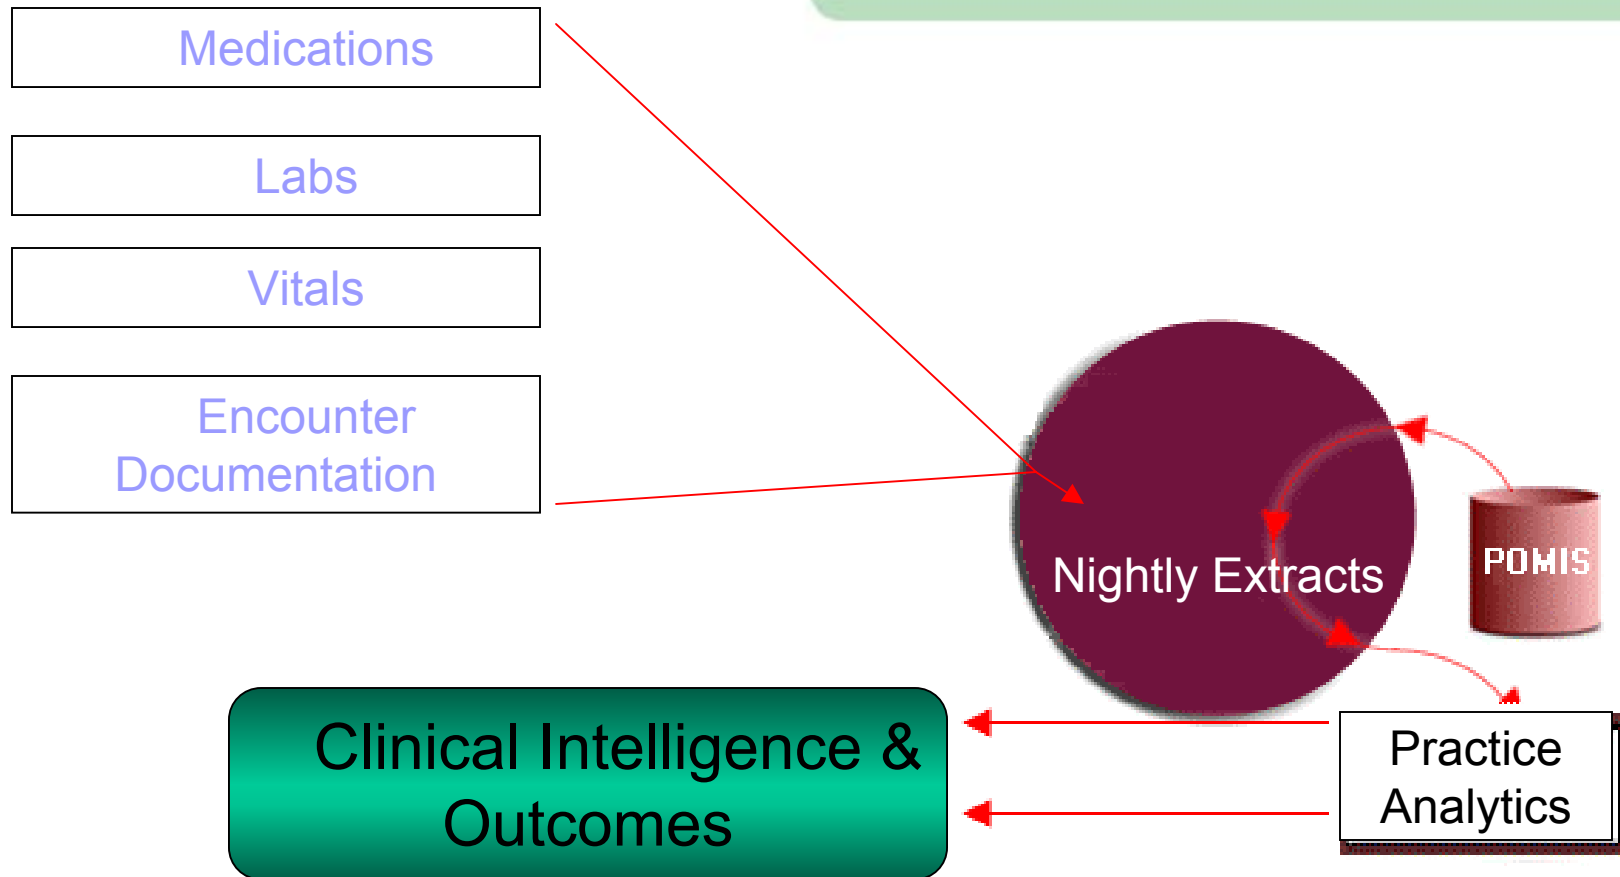 Medications
Labs
Vitals
Encounter
Documentation
Nightly Extracts
POMIS
Practice
Analytics
Clinical Intelligence &
Outcomes